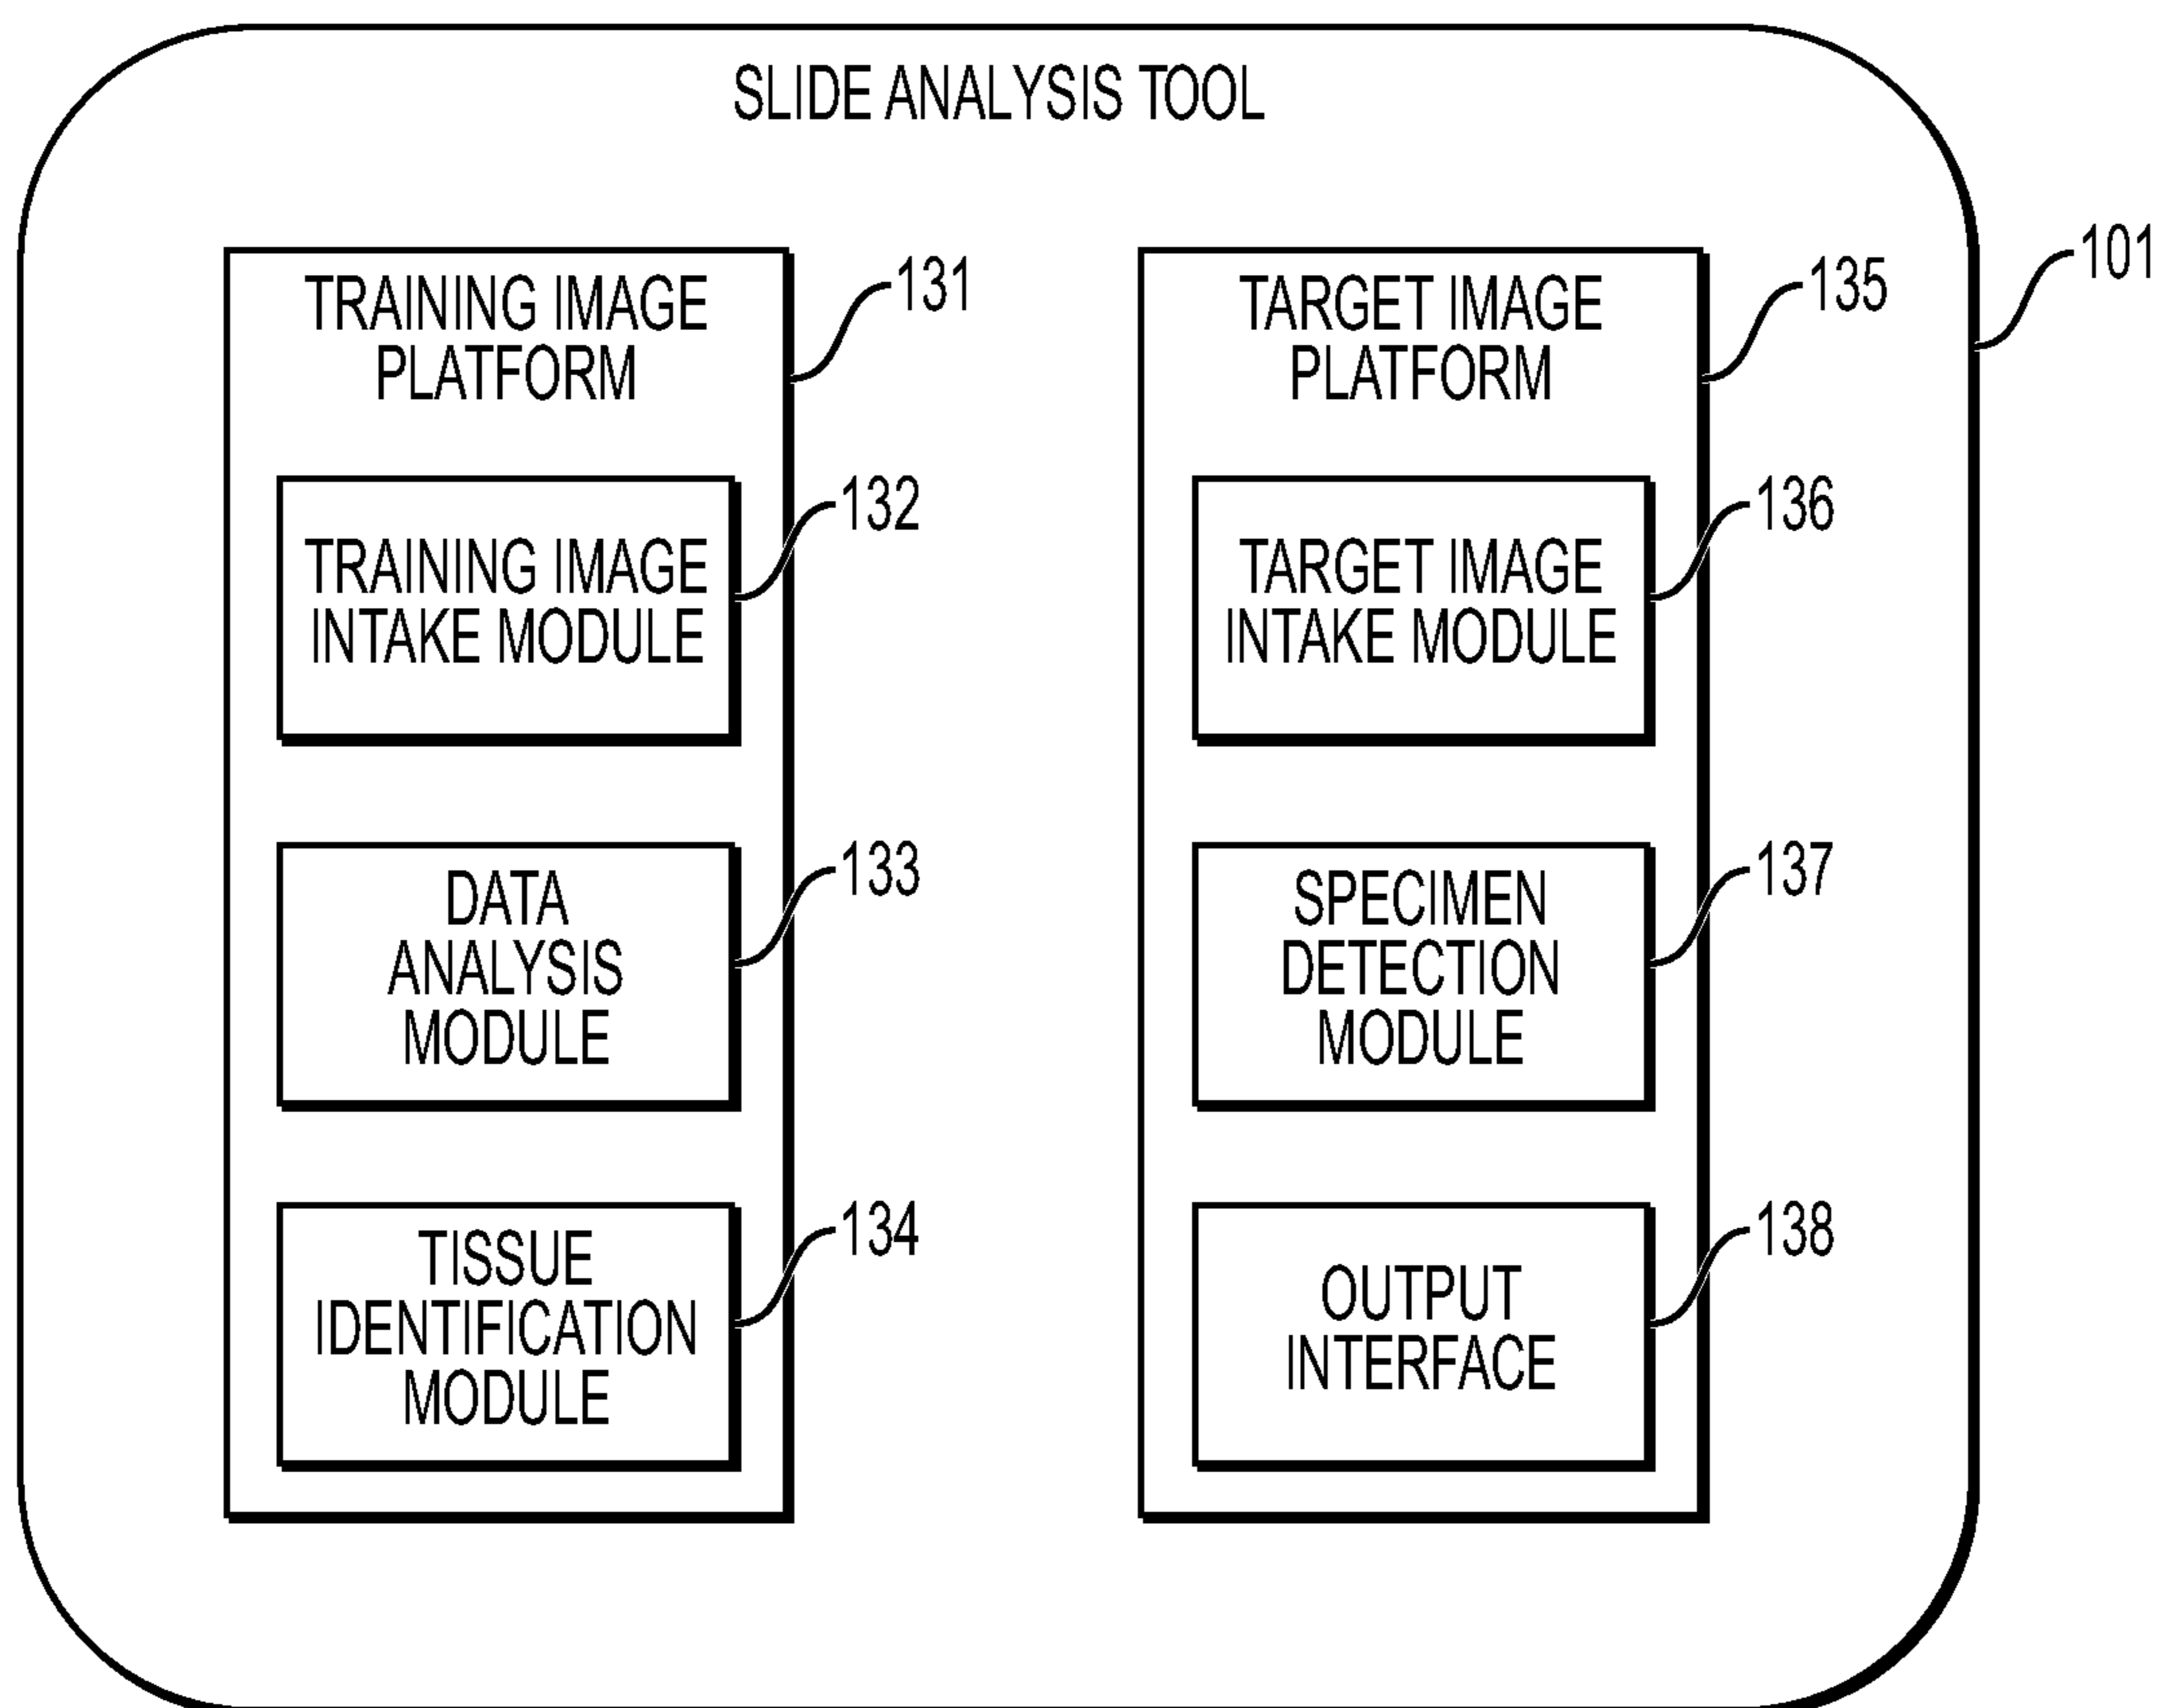 SLIDE ANALYSIS TOOL
101
TRAINING IMAGE
PLATFORM
131
TRAINING IMAGE
INTAKE MODULE
132
DATA
ANALYSIS
MODULE
133
TISSUE
IDENTIFICATION
MODULE
134
TARGET IMAGE
PLATFORM
135
TARGET IMAGE
INTAKE MODULE
136
SPECIMEN
DETECTION
MODULE
137
OUTPUT
INTERFACE
138